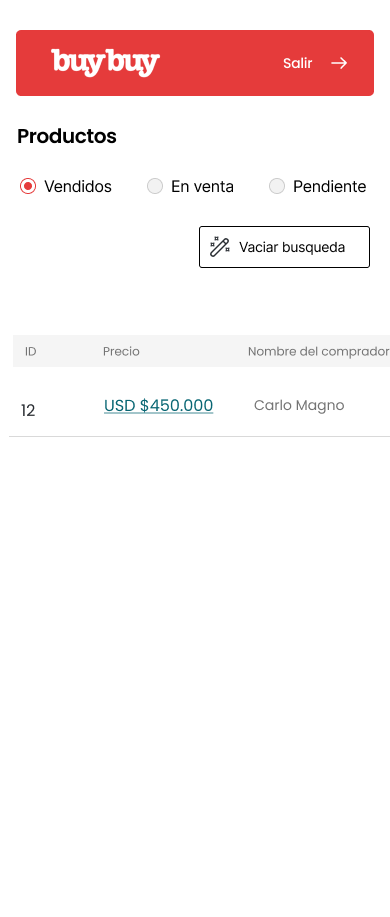 buybuy Salir
Productos
Vendidos En venta Pendiente
Vaciar busqueda
ID Precio Nombre del comprador
12 USD $450.000 Carlo Magno